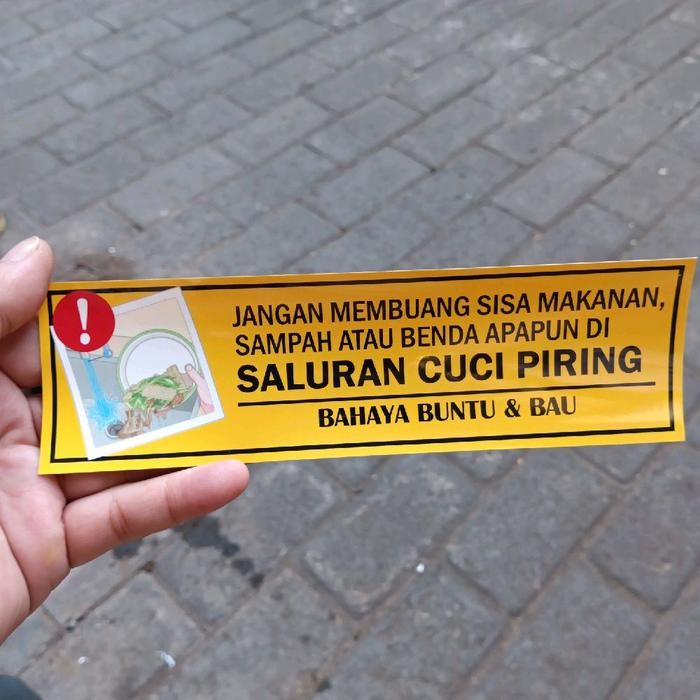 !
JANGAN MEMBUANG SISA MAKANAN,
SAMPAH ATAU BENDA APAPUN DI
SALURAN CUCI PIRING
BAHAYA BUNTU & BAU